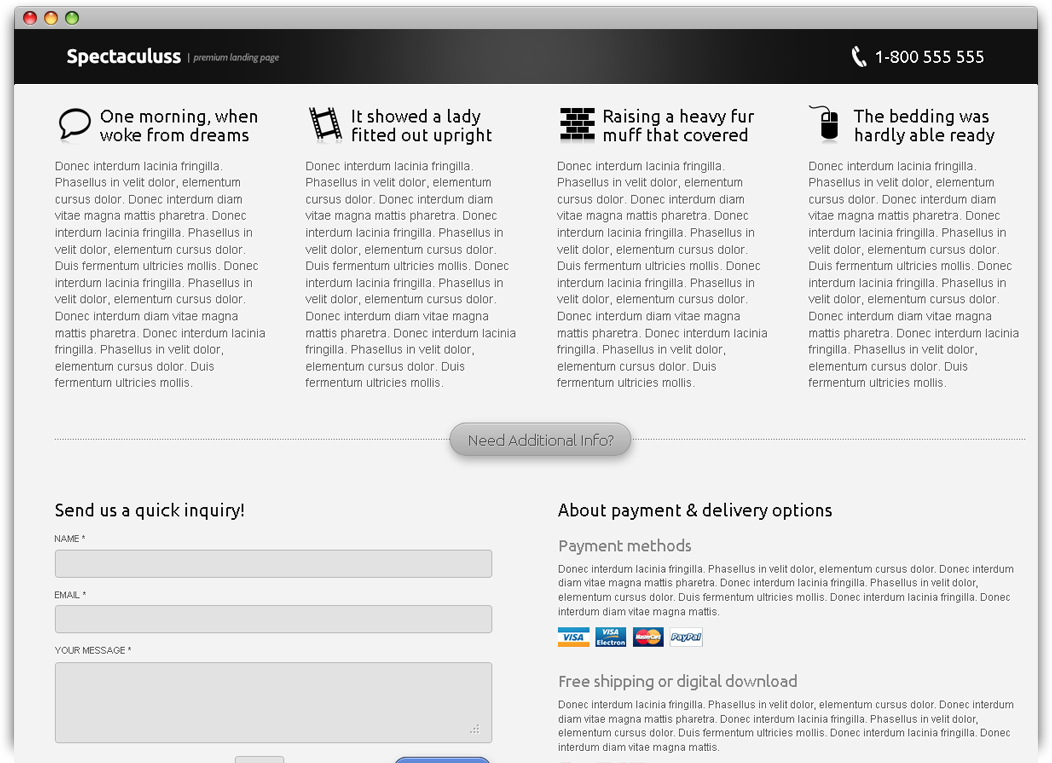 Spectaculuss | premium landing page
1-800 555 555
One morning, when
woke from dreams
Donec interdum lacinia fringilla.
Phasellus in velit dolor, elementum
cursus dolor. Donec interdum diam
vitae magna mattis pharetra. Donec
interdum lacinia fringilla. Phasellus in
velit dolor, elementum cursus dolor.
Duis fermentum ultricies mollis. Donec
interdum lacinia fringilla. Phasellus in
velit dolor, elementum cursus dolor.
Donec interdum diam vitae magna
mattis pharetra. Donec interdum lacinia
fringilla. Phasellus in velit dolor,
elementum cursus dolor. Duis
fermentum ultricies mollis.
It showed a lady
fitted out upright
Donec interdum lacinia fringilla.
Phasellus in velit dolor, elementum
cursus dolor. Donec interdum diam
vitae magna mattis pharetra. Donec
interdum lacinia fringilla. Phasellus in
velit dolor, elementum cursus dolor.
Duis fermentum ultricies mollis. Donec
interdum lacinia fringilla. Phasellus in
velit dolor, elementum cursus dolor.
Donec interdum diam vitae magna
mattis pharetra. Donec interdum lacinia
fringilla. Phasellus in velit dolor,
elementum cursus dolor. Duis
fermentum ultricies mollis.
Raising a heavy fur
muff that covered
Donec interdum lacinia fringilla.
Phasellus in velit dolor, elementum
cursus dolor. Donec interdum diam
vitae magna mattis pharetra. Donec
interdum lacinia fringilla. Phasellus in
velit dolor, elementum cursus dolor.
Duis fermentum ultricies mollis. Donec
interdum lacinia fringilla. Phasellus in
velit dolor, elementum cursus dolor.
Donec interdum diam vitae magna
mattis pharetra. Donec interdum lacinia
fringilla. Phasellus in velit dolor,
elementum cursus dolor. Duis
fermentum ultricies mollis.
The bedding was
hardly able ready
Donec interdum lacinia fringilla.
Phasellus in velit dolor, elementum
cursus dolor. Donec interdum diam
vitae magna mattis pharetra. Donec
interdum lacinia fringilla. Phasellus in
velit dolor, elementum cursus dolor.
Duis fermentum ultricies mollis. Donec
interdum lacinia fringilla. Phasellus in
velit dolor, elementum cursus dolor.
Donec interdum diam vitae magna
mattis pharetra. Donec interdum lacinia
fringilla. Phasellus in velit dolor,
elementum cursus dolor. Duis
fermentum ultricies mollis.
Need Additional Info?
Send us a quick inquiry!
NAME *
EMAIL *
YOUR MESSAGE *
About payment & delivery options
Payment methods
Donec interdum lacinia fringilla. Phasellus in velit dolor, elementum cursus dolor. Donec interdum
diam vitae magna mattis pharetra. Donec interdum lacinia fringilla. Phasellus in velit dolor,
elementum cursus dolor. Duis fermentum ultricies mollis. Donec interdum lacinia fringilla. Donec
interdum diam vitae magna mattis.
VISA VISA Electron MasterCard PayPal
Free shipping or digital download
Donec interdum lacinia fringilla. Phasellus in velit dolor, elementum cursus dolor. Donec interdum
diam vitae magna mattis pharetra. Donec interdum lacinia fringilla. Phasellus in velit dolor,
elementum cursus dolor. Duis fermentum ultricies mollis. Donec interdum lacinia fringilla. Donec
interdum diam vitae magna mattis.